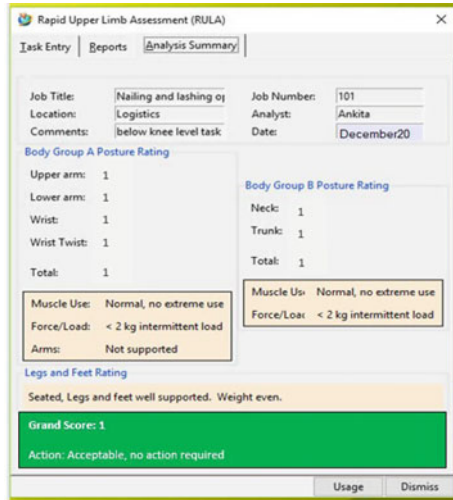 Rapid Upper Limb Assessment (RULA)
Task Entry Reports Analysis Summary
Job Title: Nailing and lashing op
Location: Logistics
Comments: below knee level task
Job Number: 101
Analyst: Ankita
Date: December20
Body Group A Posture Rating
Upper arm: 1
Lower arm: 1
Wrist: 1
Wrist Twist: 1
Total: 1
Muscle Use: Normal, no extreme use
Force/Load: < 2 kg intermittent load
Arms: Not supported
Body Group B Posture Rating
Neck: 1
Trunk: 1
Total: 1
Muscle Us Normal, no extreme use
Force/Loac < 2 kg intermittent load
Legs and Feet Rating
Seated, Legs and feet well supported. Weight even.
Grand Score: 1
Action: Acceptable, no action required
Usage Dismiss